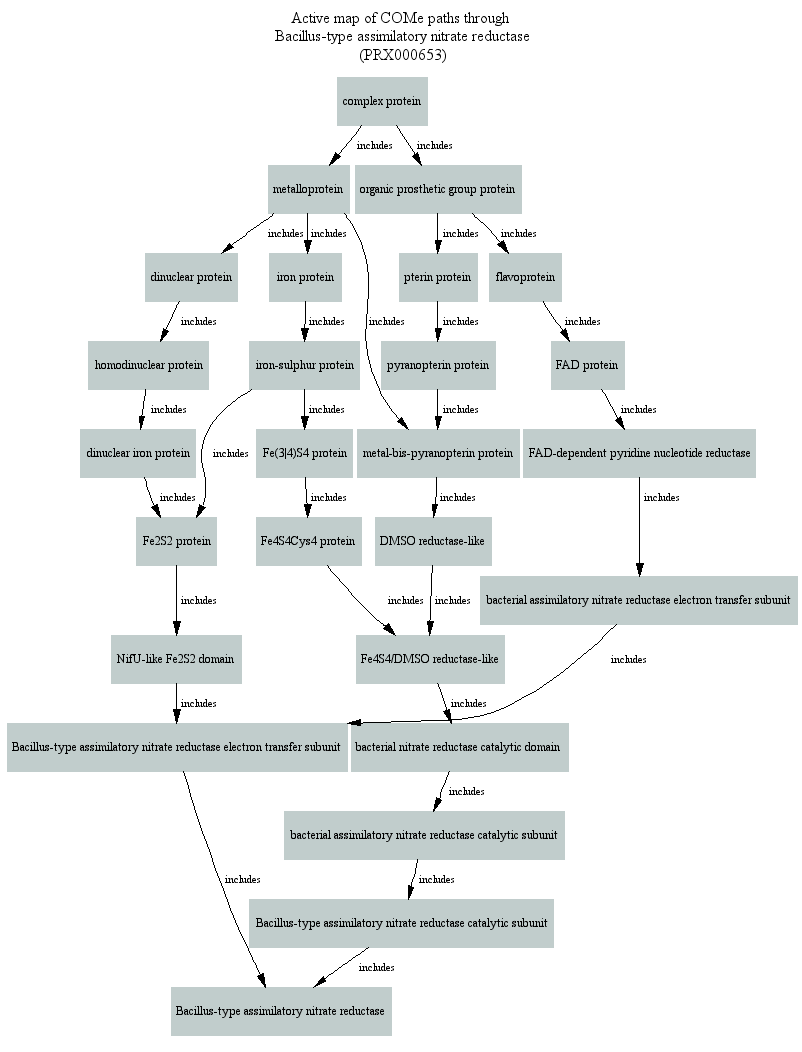 Active map of COMe paths through
Bacillus-type assimilatory nitrate reductase
(PRX000653)
complex protein
includes
includes
metalloprotein
organic prosthetic group protein
includes
includes
includes
includes
dinuclear protein
iron protein
pterin protein
flavoprotein
includes
includes
includes
includes
includes
homodinuclear protein
iron-sulphur protein
pyranopterin protein
FAD protein
includes
includes
includes
includes
dinuclear iron protein
includes
Fe(3|4)S4 protein
metal-bis-pyranopterin protein
FAD-dependent pyridine nucleotide reductase
includes
includes
includes
includes
Fe2S2 protein
Fe4S4Cys4 protein
DMSO reductase-like
includes
includes
includes
bacterial assimilatory nitrate reductase electron transfer subunit
NifU-like Fe2S2 domain
Fe4S4/DMSO reductase-like
includes
includes
includes
Bacillus-type assimilatory nitrate reductase electron transfer subunit
bacterial nitrate reductase catalytic domain
includes
bacterial assimilatory nitrate reductase catalytic subunit
includes
includes
Bacillus-type assimilatory nitrate reductase catalytic subunit
includes
Bacillus-type assimilatory nitrate reductase